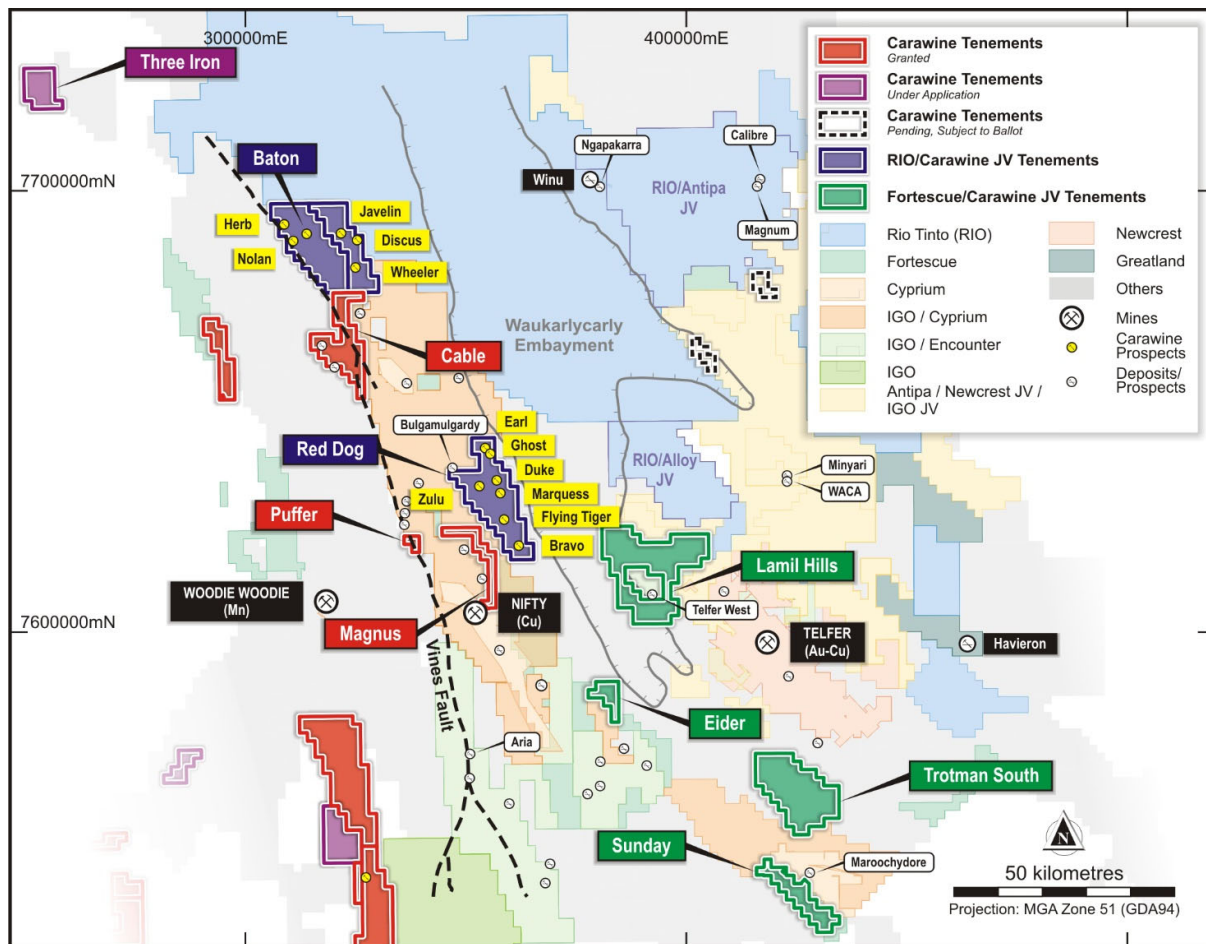 300000mE
400000mE
7700000mN
7600000mN
Three Iron
Baton
Herb
Nolan
Javelin
Discus
Wheeler
Cable
Waukarlycarly
Embayment
Ngapakarra
Winu
RIO/Antipa
JV
Calibre
Magnum
Bulgamulgardy
Red Dog
Earl
Ghost
Duke
Marquess
Flying Tiger
Bravo
Zulu
Puffer
RIO/Alloy
JV
Minyari
WACA
Lamil Hills
Telfer West
WOODIE WOODIE
(Mn)
Magnus
NIFTY
(Cu)
TELFER
(Au-Cu)
Havieron
Vines Fault
Eider
Aria
Trotman South
Sunday
Maroochydore
Carawine Tenements
Granted
Carawine Tenements
Under Application
Carawine Tenements
Pending, Subject to Ballot
RIO/Carawine JV Tenements
Fortescue/Carawine JV Tenements
Rio Tinto (RIO)
Fortescue
Cyprium
IGO / Cyprium
IGO / Encounter
IGO
Antipa / Newcrest JV /
IGO JV
Newcrest
Greatland
Others
Mines
Carawine
Prospects
Deposits/
Prospects
N
50 kilometres
Projection: MGA Zone 51 (GDA94)